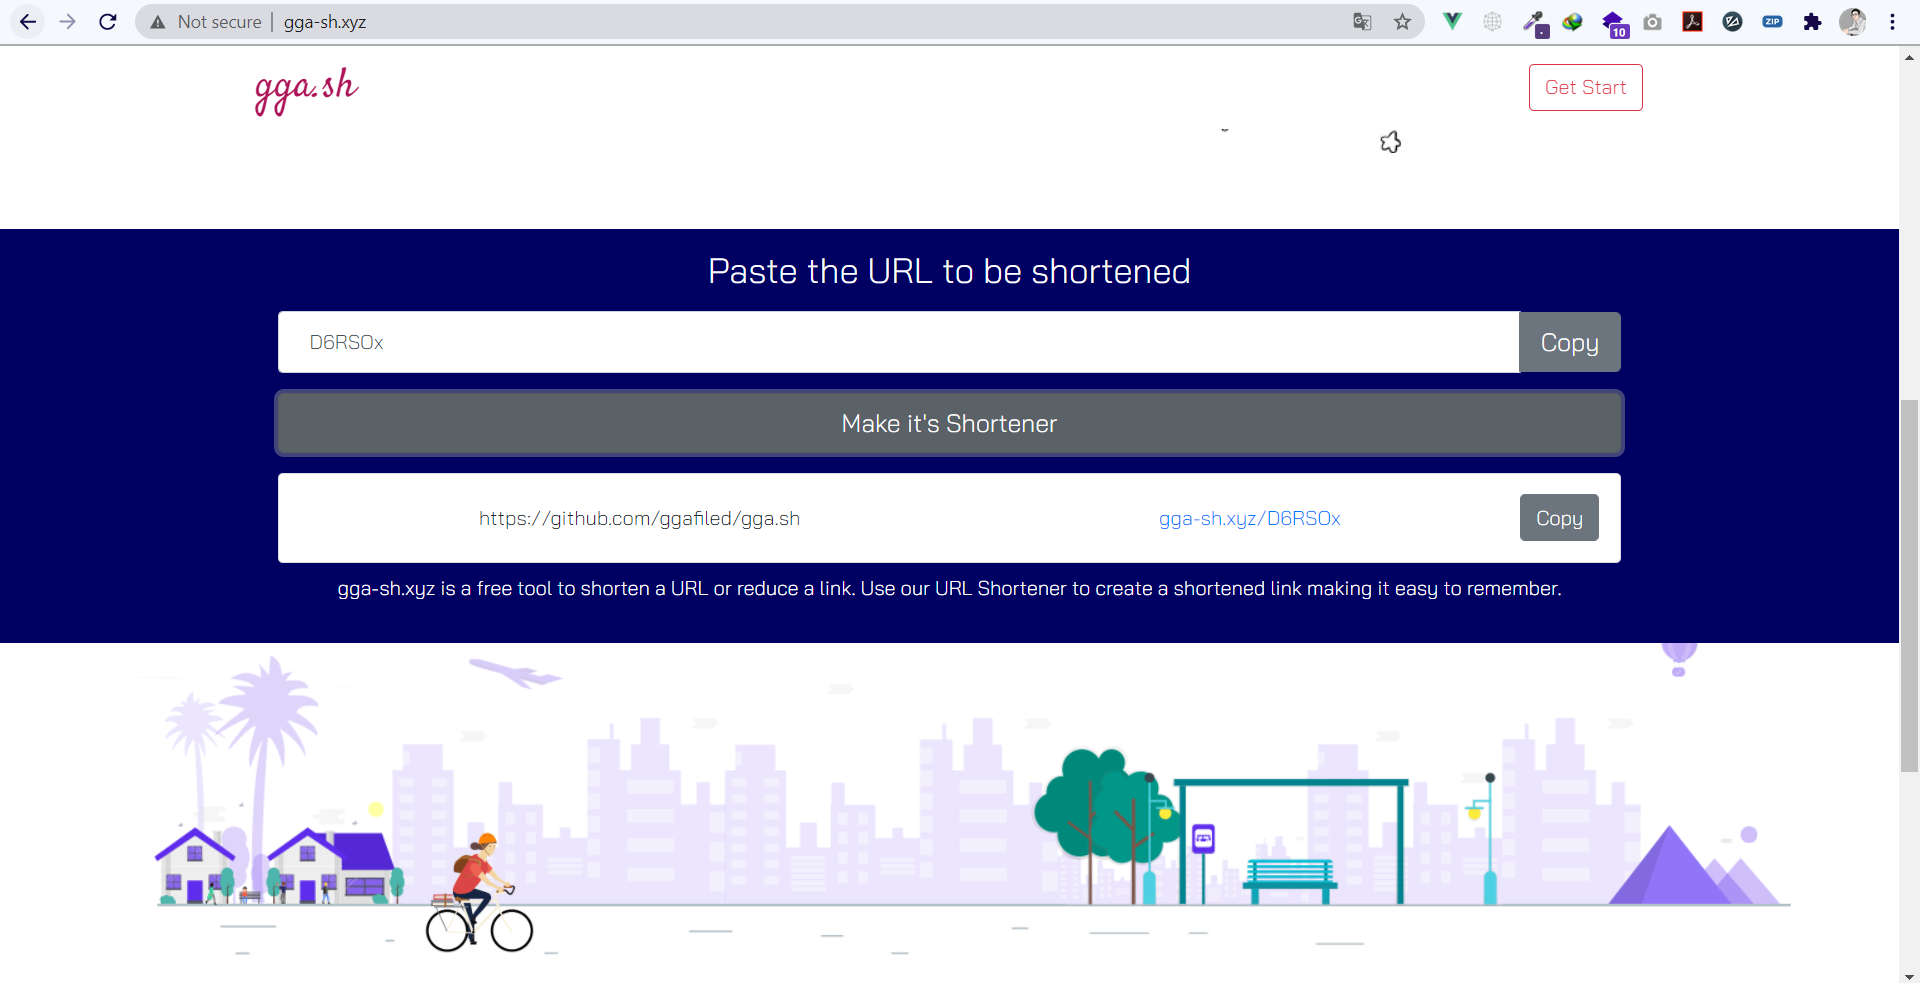 Not secure | gga-sh.xyz
10
ZIP
gga.sh
Get Start
Paste the URL to be shortened
D6RSOx
Copy
Make it's Shortener
https://github.com/ggafiled/gga.sh
gga-sh.xyz/D6RSOx
Copy
gga-sh.xyz is a free tool to shorten a URL or reduce a link. Use our URL Shortener to create a shortened link making it easy to remember.